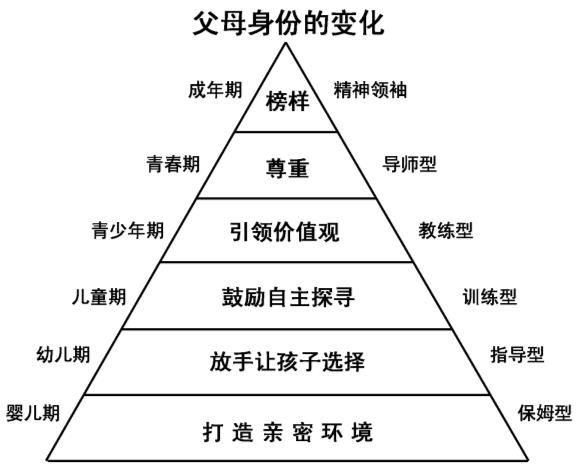 父母身份的变化
成年期 榜样 精神领袖
青春期 尊重 导师型
青少年期 引领价值观 教练型
儿童期 鼓励自主探寻 训练型
幼儿期 放手让孩子选择 指导型
婴儿期 打造亲密环境 保姆型